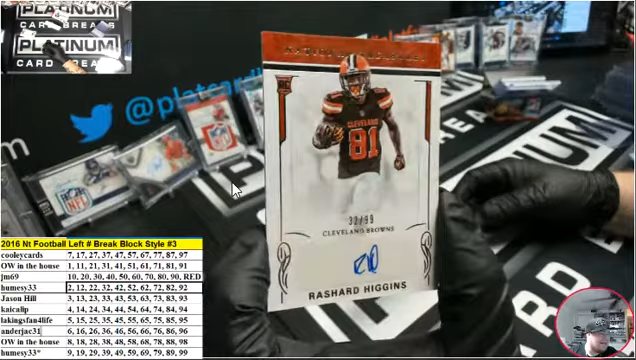 PLATINUM
CARD BREAKS
PLATINUM
CARD BREAKS
@platcardb
RC
CLEVELAND
81
32/99
CLEVELAND BROWNS
RASHARD HIGGINS
NFL
2016 Nt Football Left # Break Block Style #3
cooleycards 7, 17, 27, 37, 47, 57, 67, 77, 87, 97
OW in the house 1, 11, 21, 31, 41, 51, 61, 71, 81, 91
jm69 10, 20, 30, 40, 50, 60, 70, 80, 90, RED
humesy33 2, 12, 22, 32, 42, 52, 62, 72, 82, 92
Jason Hill 3, 13, 23, 33, 43, 53, 63, 73, 83, 93
kaicalip 4, 14, 24, 34, 44, 54, 64, 74, 84, 94
takingsfan4life 5, 15, 25, 35, 45, 55, 65, 75, 85, 95
anderjac31 6, 16, 26, 36, 46, 56, 66, 76, 86, 96
OW in the house 8, 18, 28, 38, 48, 58, 68, 78, 88, 98
humesy33* 9, 19, 29, 39, 49, 59, 69, 79, 89, 99